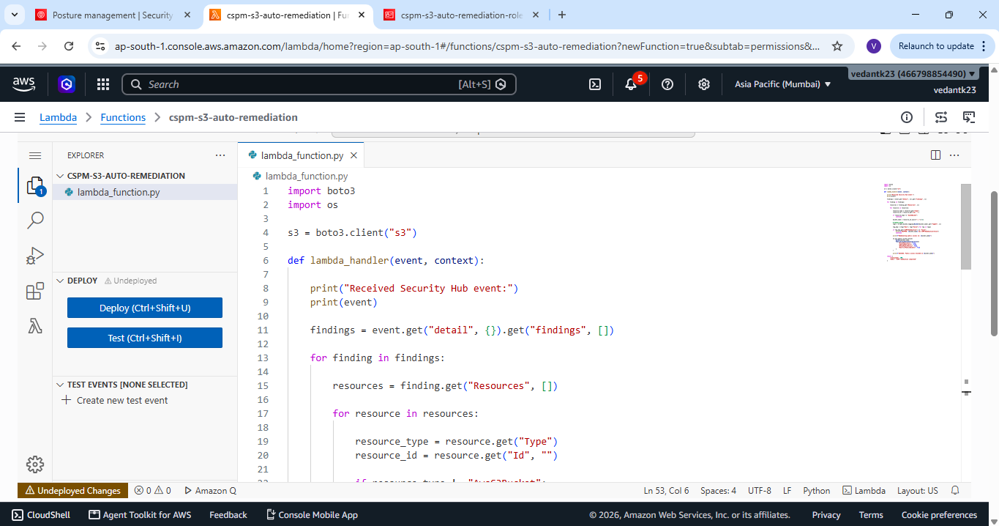 Posture management | Security
cspm-s3-auto-remediation | Fu
cspm-s3-auto-remediation-role
ap-south-1.console.aws.amazon.com/lambda/home?region=ap-south-1#/functions/cspm-s3-auto-remediation?newFunction=true&subtab=permissions&...
V
Relaunch to update
aws
Search
[Alt+S]
5
Asia Pacific (Mumbai)
vedantk23 (466798854490)
vedantk23
Lambda
Functions
cspm-s3-auto-remediation
EXPLORER
lambda_function.py
CSPM-S3-AUTO-REMEDIATION
lambda_function.py
lambda_function.py
1
1 import boto3
2 import os
3
4 s3 = boto3.client("s3")
5
6 def lambda_handler(event, context):
7
8 print("Received Security Hub event:")
9 print(event)
10
11 findings = event.get("detail", {}).get("findings", [])
12
13 for finding in findings:
14
15 resources = finding.get("Resources", [])
16
17 for resource in resources:
18
19 resource_type = resource.get("Type")
20 resource_id = resource.get("Id", "")
21
DEPLOY
Undeployed
Deploy (Ctrl+Shift+U)
Test (Ctrl+Shift+I)
TEST EVENTS [NONE SELECTED]
Create new test event
Undeployed Changes
0
0
Amazon Q
Ln 53, Col 6
Spaces: 4
UTF-8
LF
Python
Lambda
Layout: US
CloudShell
Agent Toolkit for AWS
Feedback
Console Mobile App
© 2026, Amazon Web Services, Inc. or its affiliates.
Privacy
Terms
Cookie preferences